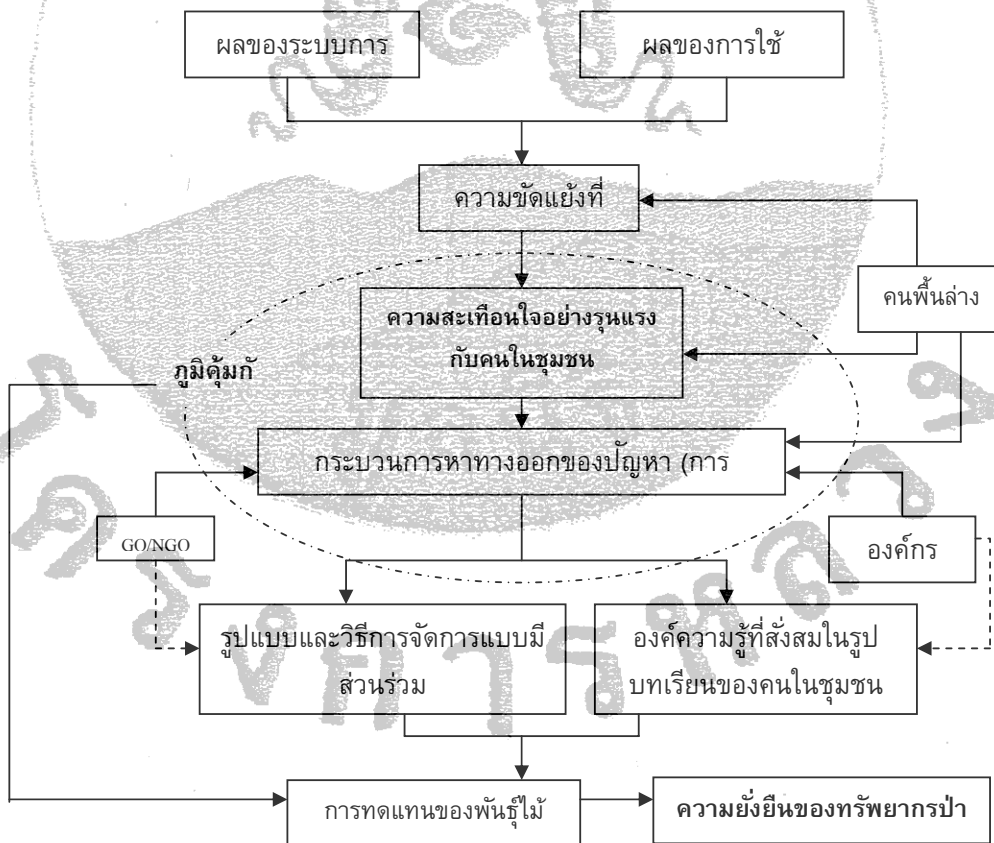 ผลของระบบการ
ผลของการใช้
ความขัดแย้งที่
คนพื้นล่าง
ความสะเทือนใจอย่างรุนแรง
กับคนในชุมชน
ภูมิคุ้มกั
กระบวนการหาทางออกของปัญหา (การ
GO/NGO
องค์กร
รูปแบบและวิธีการจัดการแบบมี
ส่วนร่วม
องค์ความรู้ที่สั่งสมในรูป
บทเรียนของคนในชุมชน
การทดแทนของพันธุ์ไม้
ความยั่งยืนของทรัพยากรป่า